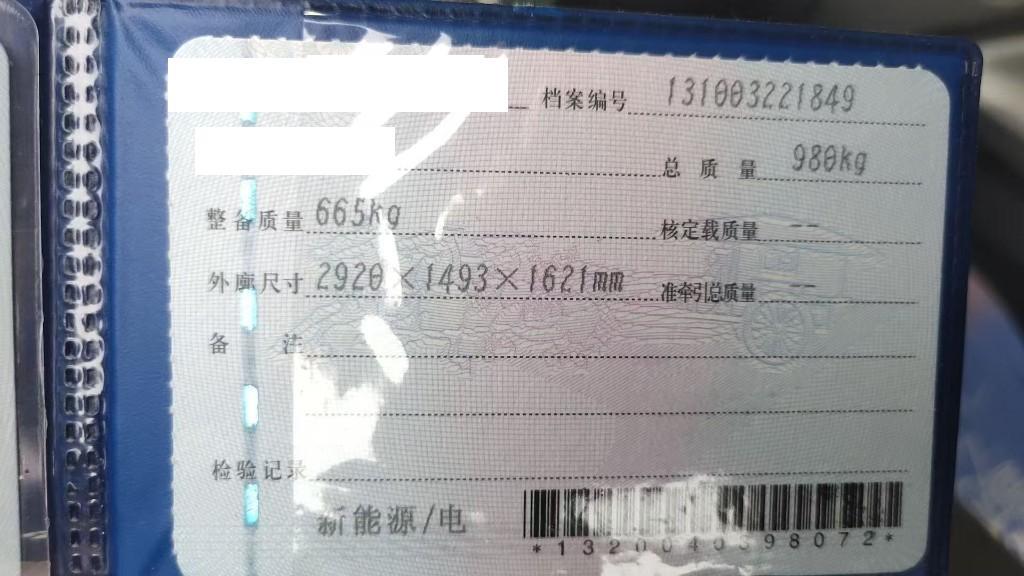 档案编号 131003221849
总质量 980kg
整备质量 665kg 核定载质量 --
外廓尺寸 2920×1493×1621mm 准牵引总质量 --
备 注
检验记录
新能源/电
*1320040598072*